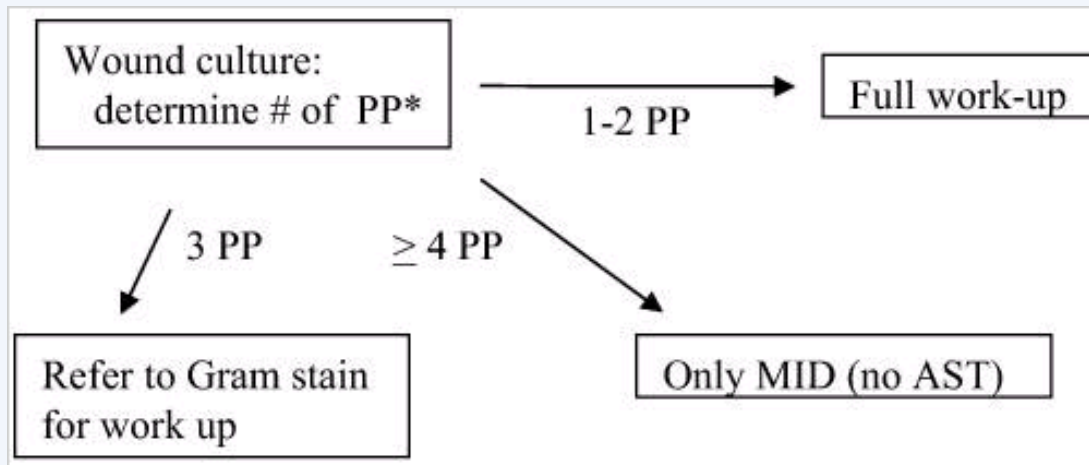 Wound culture:
determine # of PP*
1-2 PP
Full work-up
3 PP
≥ 4 PP
Refer to Gram stain
for work up
Only MID (no AST)